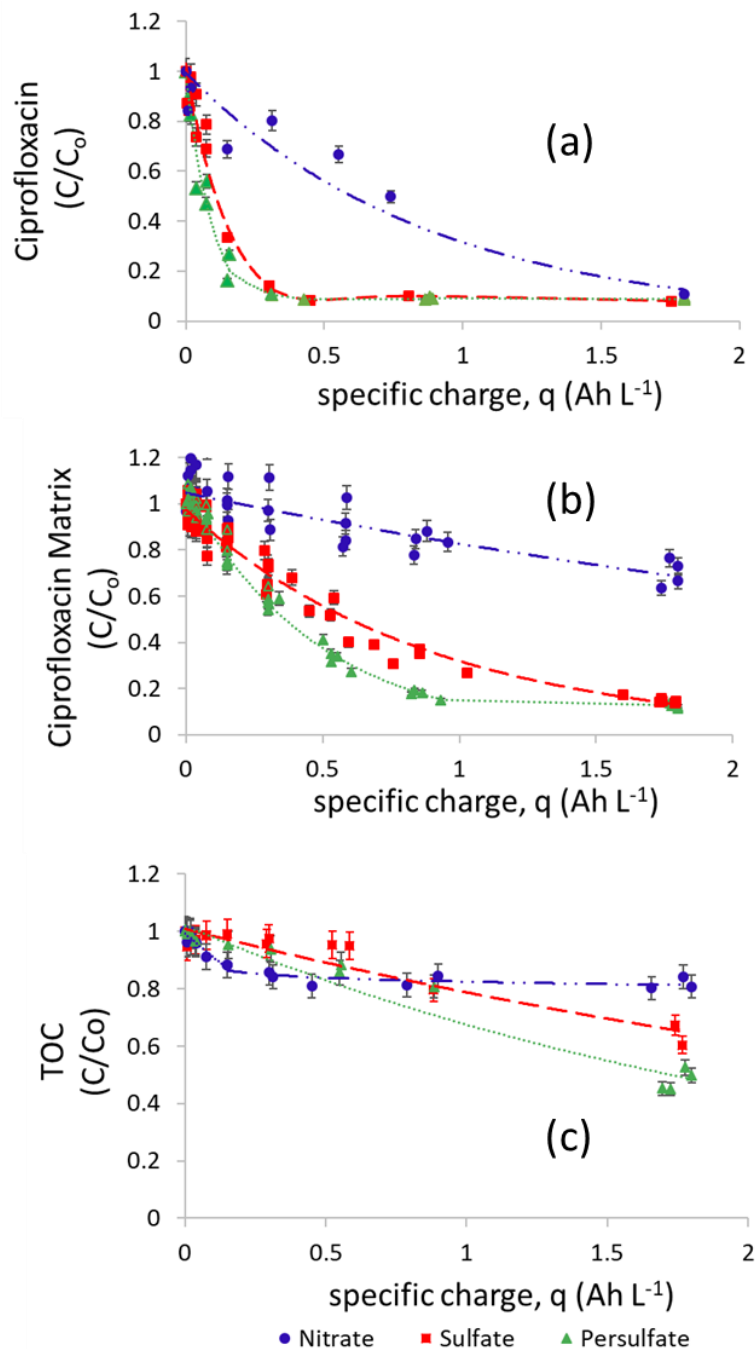 1.2
1
0.8
0.6
0.4
0.2
0
Ciprofloxacin
(C/Co)
(a)
0 0.5 1 1.5 2
specific charge, q (Ah L-1)
1.2
1
0.8
0.6
0.4
0.2
0
Ciprofloxacin Matrix
(C/Co)
(b)
0 0.5 1 1.5 2
specific charge, q (Ah L-1)
1.2
1
0.8
0.6
0.4
0.2
0
TOC
(C/Co)
(c)
0 0.5 1 1.5 2
specific charge, q (Ah L-1)
Nitrate Sulfate Persulfate